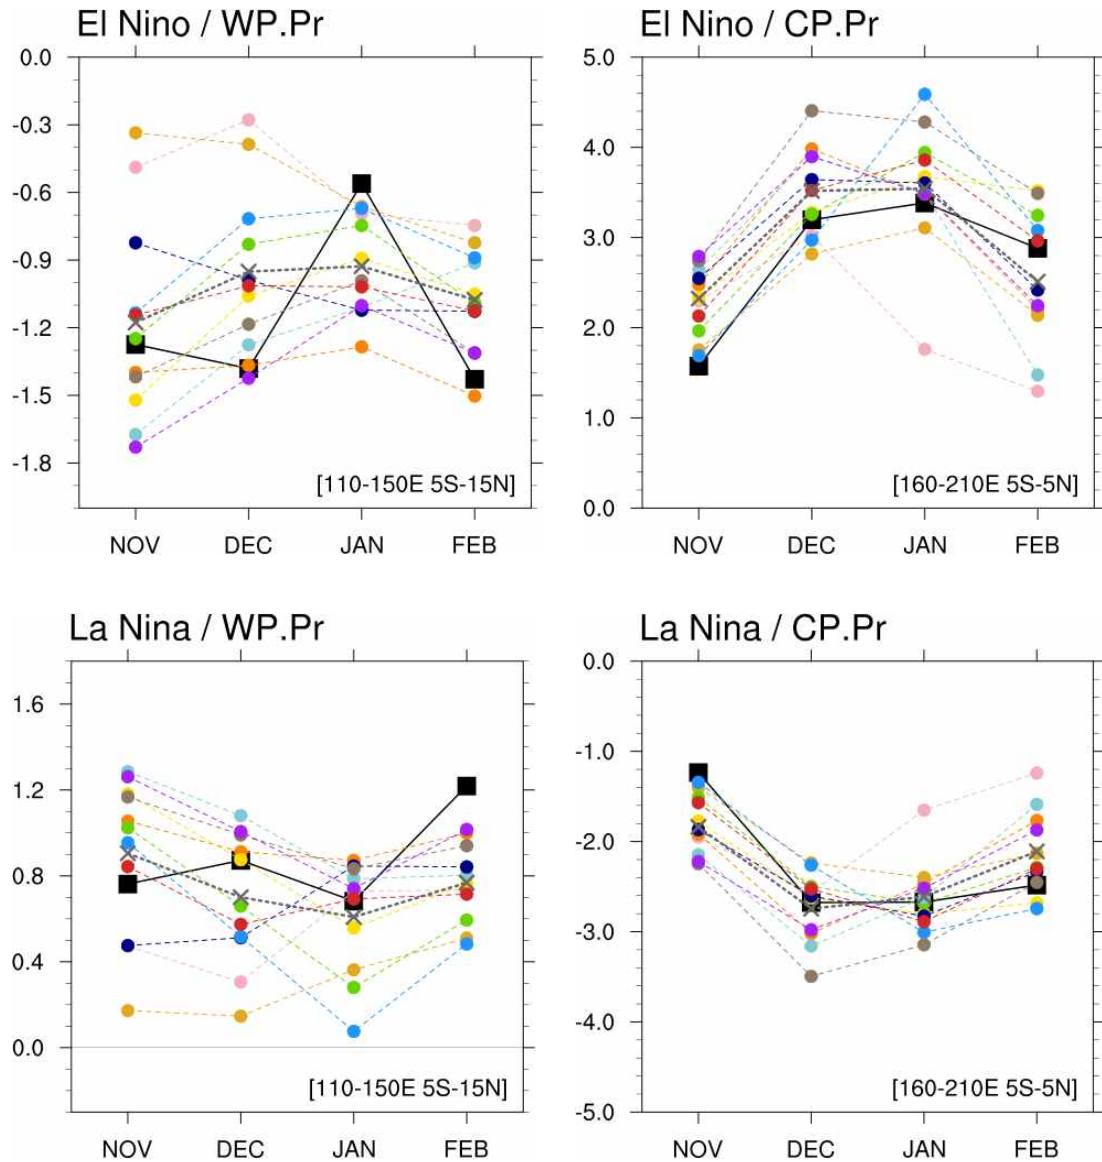 El Nino / WP.Pr
0.0
-0.3
-0.6
-0.9
-1.2
-1.5
-1.8
[110-150E 5S-15N]
NOV DEC JAN FEB
El Nino / CP.Pr
5.0
4.0
3.0
2.0
1.0
0.0
[160-210E 5S-5N]
NOV DEC JAN FEB
La Nina / WP.Pr
1.6
1.2
0.8
0.4
0.0
[110-150E 5S-15N]
NOV DEC JAN FEB
La Nina / CP.Pr
0.0
-1.0
-2.0
-3.0
-4.0
-5.0
[160-210E 5S-5N]
NOV DEC JAN FEB